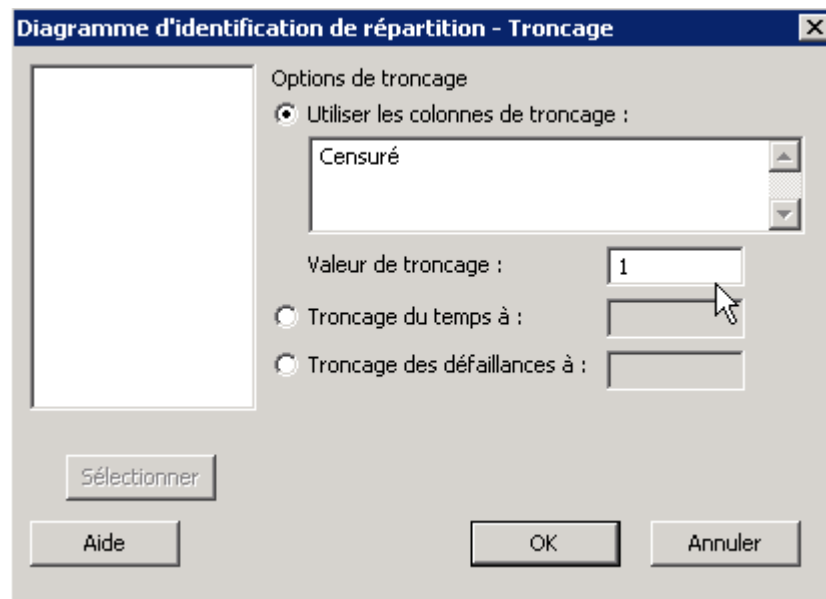 Diagramme d'identification de répartition - Troncage
Options de troncage
Utiliser les colonnes de troncage :
Censuré
Valeur de troncage :
1
Troncage du temps à :
Troncage des défaillances à :
Sélectionner
Aide
OK
Annuler